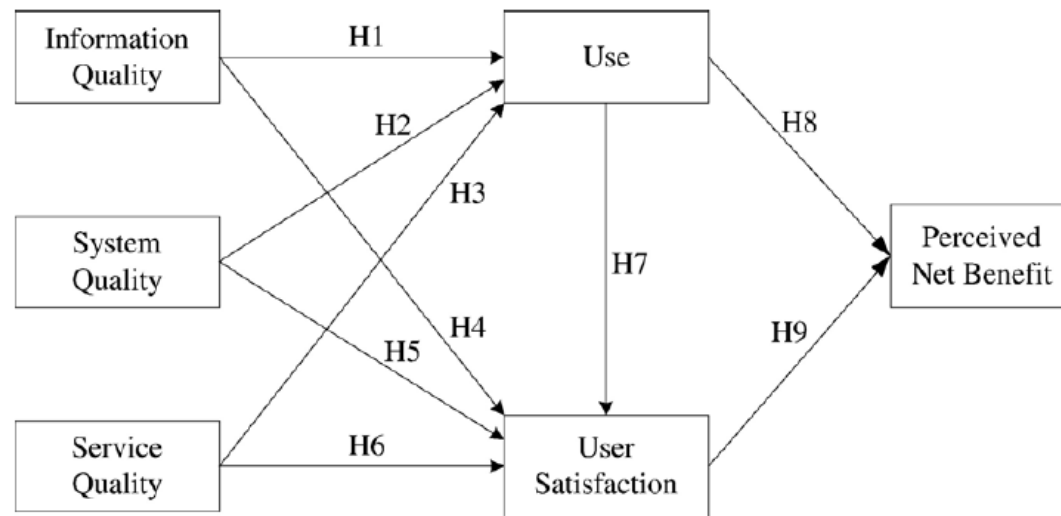 Information
Quality
H1
Use
H2
H8
H3
System
Quality
H7
Perceived
Net Benefit
H4
H5
H9
Service
Quality
H6
User
Satisfaction